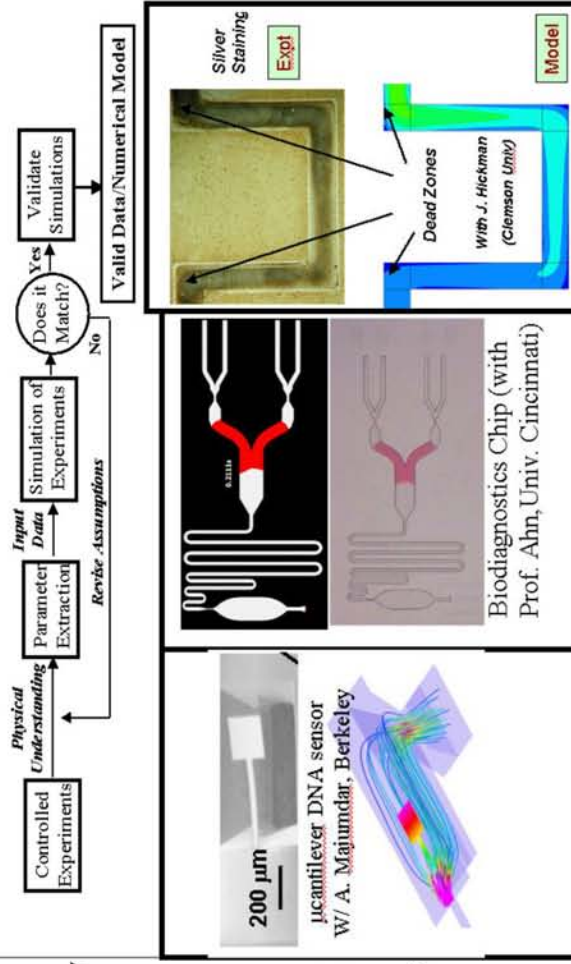 Controlled
Experiments
Physical
Understanding
Parameter
Extraction
Input
Data
Simulation of
Experiments
Does it
Match?
Yes
No
Validate
Simulations
Revise Assumptions
Valid Data/Numerical Model
200 μm
μcantilever DNA sensor
W/ A. Majumdar, Berkeley
0.2111s
Biodiagnostics Chip (with
Prof. Ahn, Univ. Cincinnati)
Silver
Staining
Expt
Dead Zones
With J. Hickman
(Clemson Univ)
Model